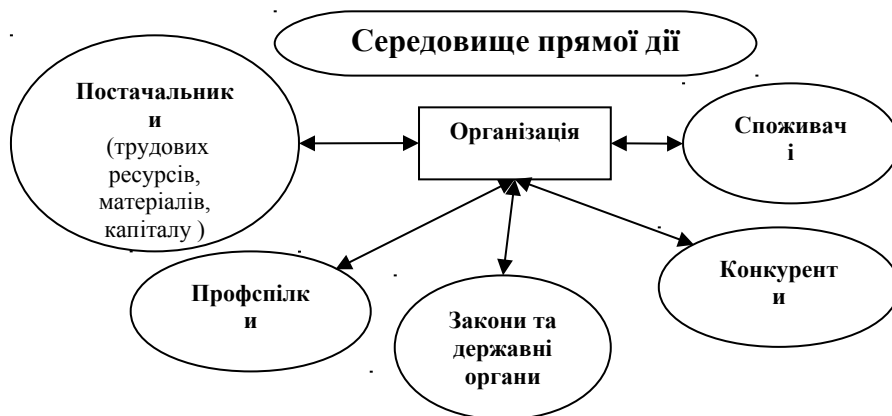 Середовище прямої дії
Постачальник
и
(трудових
ресурсів,
матеріалів,
капіталу )
Організація
Споживач
і
Профспілк
и
Закони та
державні
органи
Конкурент
и